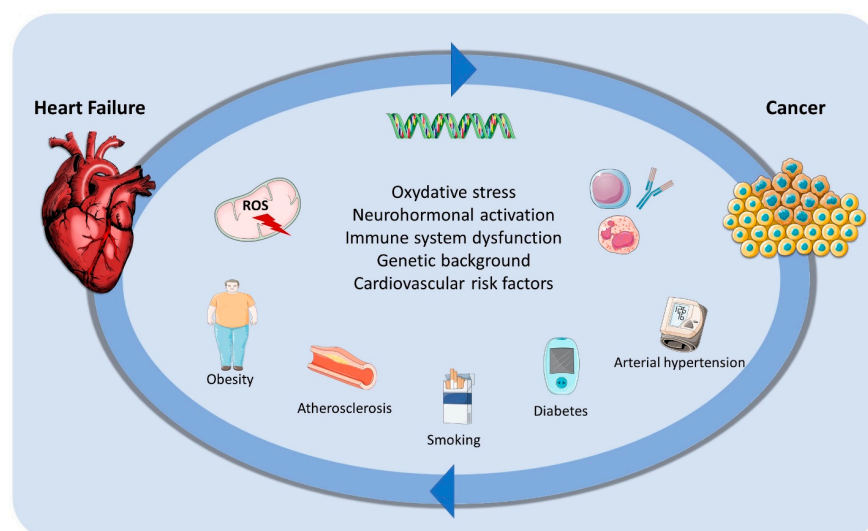 Heart Failure
Cancer
ROS
Oxydative stress
Neurohormonal activation
Immune system dysfunction
Genetic background
Cardiovascular risk factors
Obesity
Atherosclerosis
Smoking
Diabetes
Arterial hypertension